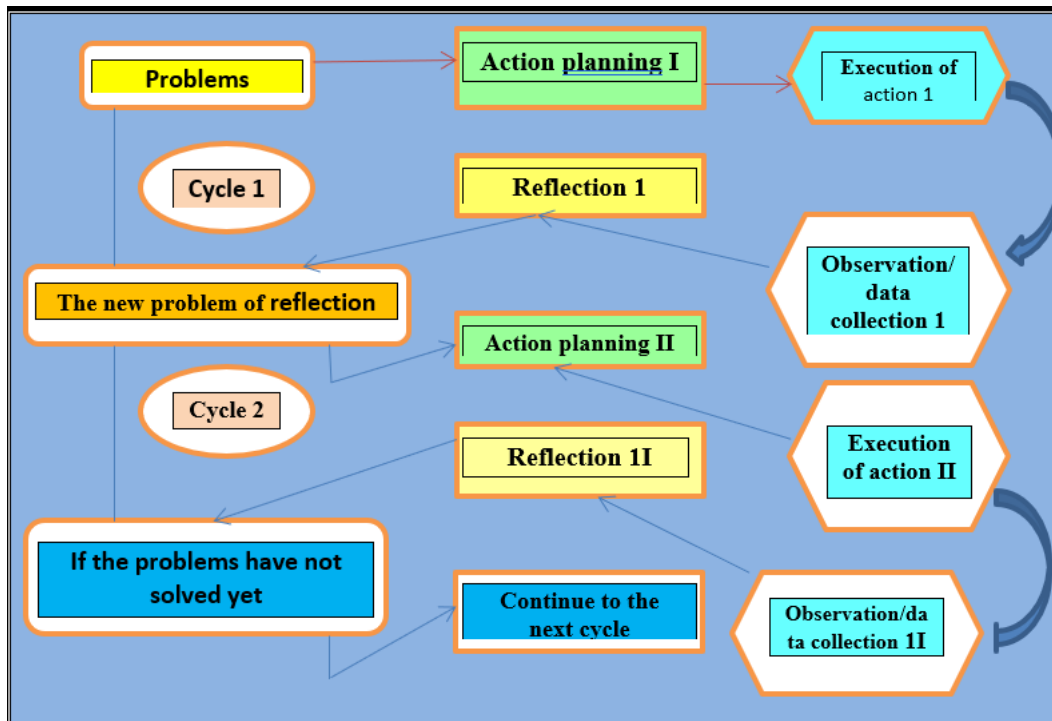 Problems
Action planning I
Execution of
action 1
Cycle 1
Reflection 1
Observation/
data
collection 1
The new problem of reflection
Action planning II
Cycle 2
Execution
of action II
Reflection 1I
If the problems have not
solved yet
Continue to the
next cycle
Observation/da
ta collection 1I